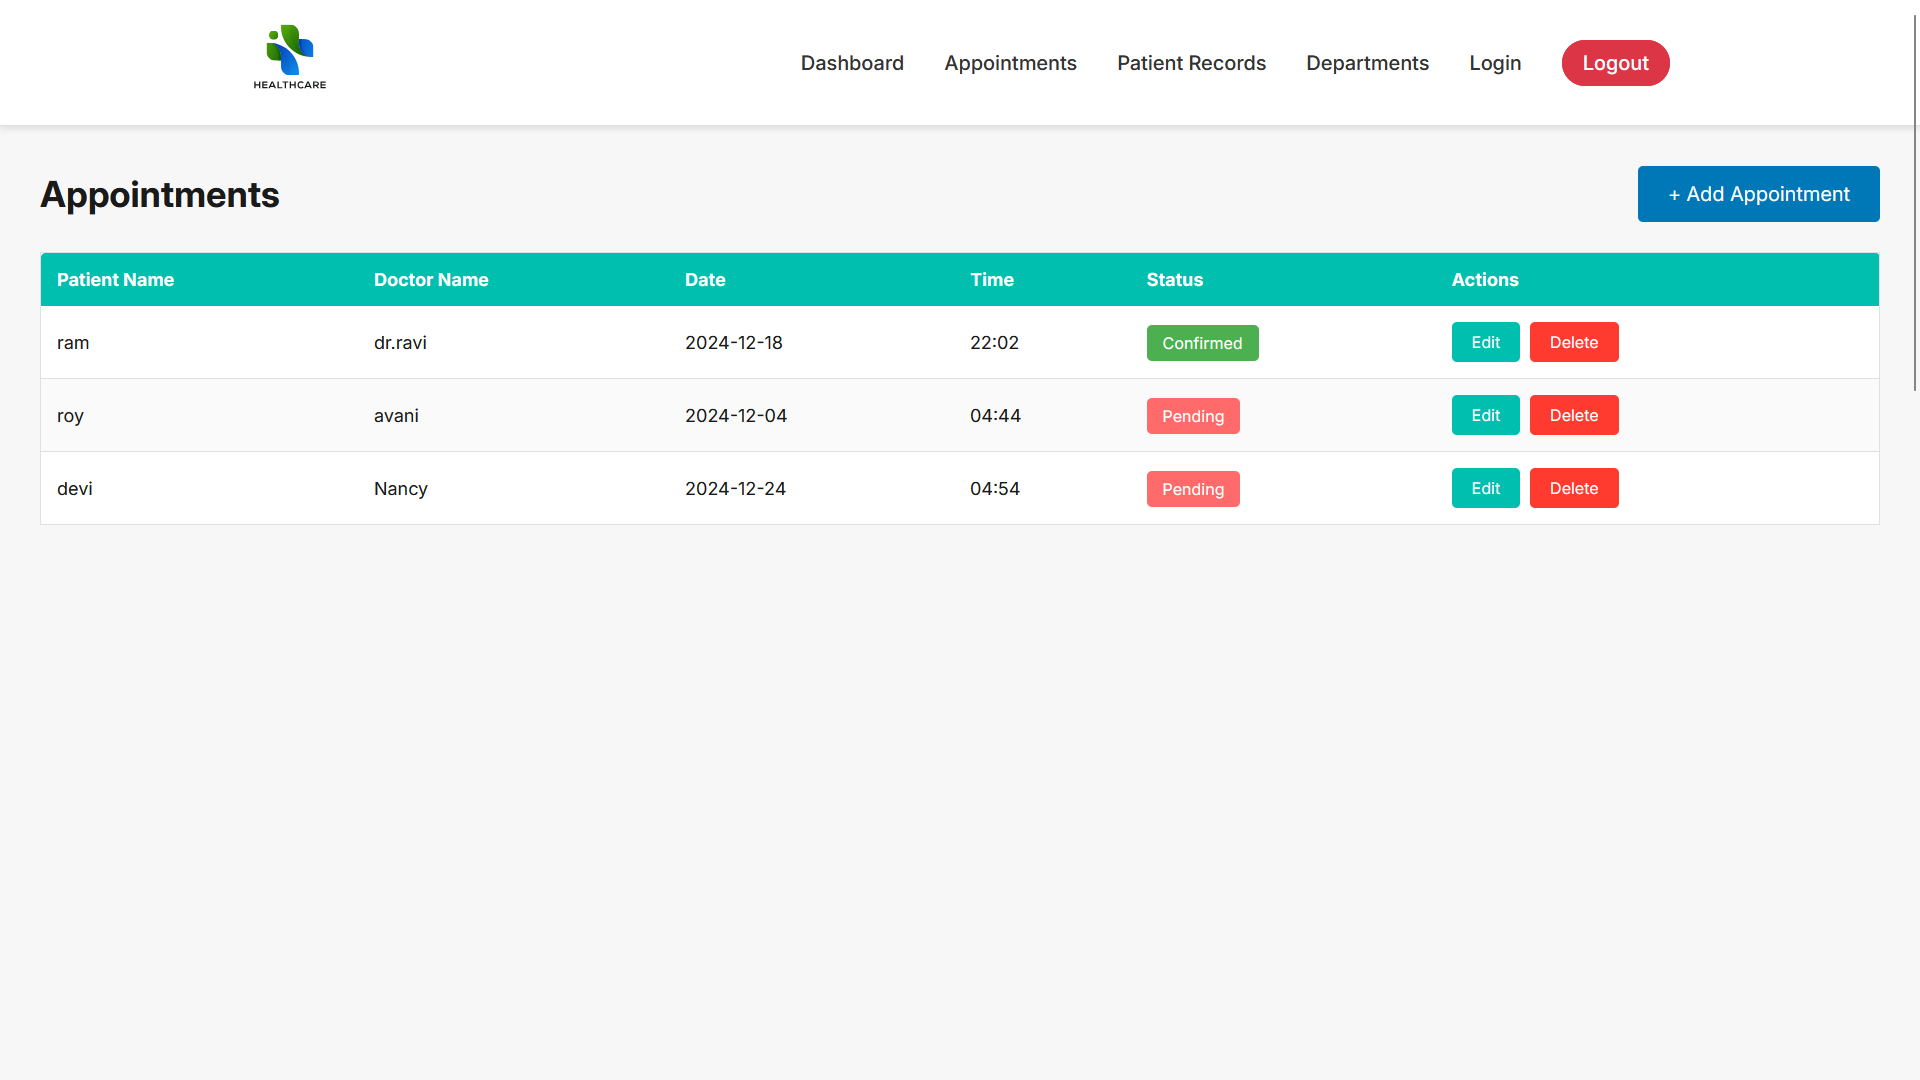 HEALTHCARE
Dashboard Appointments Patient Records Departments Login Logout
Appointments
+ Add Appointment
Patient Name Doctor Name Date Time Status Actions
ram dr.ravi 2024-12-18 22:02 Confirmed Edit Delete
roy avani 2024-12-04 04:44 Pending Edit Delete
devi Nancy 2024-12-24 04:54 Pending Edit Delete